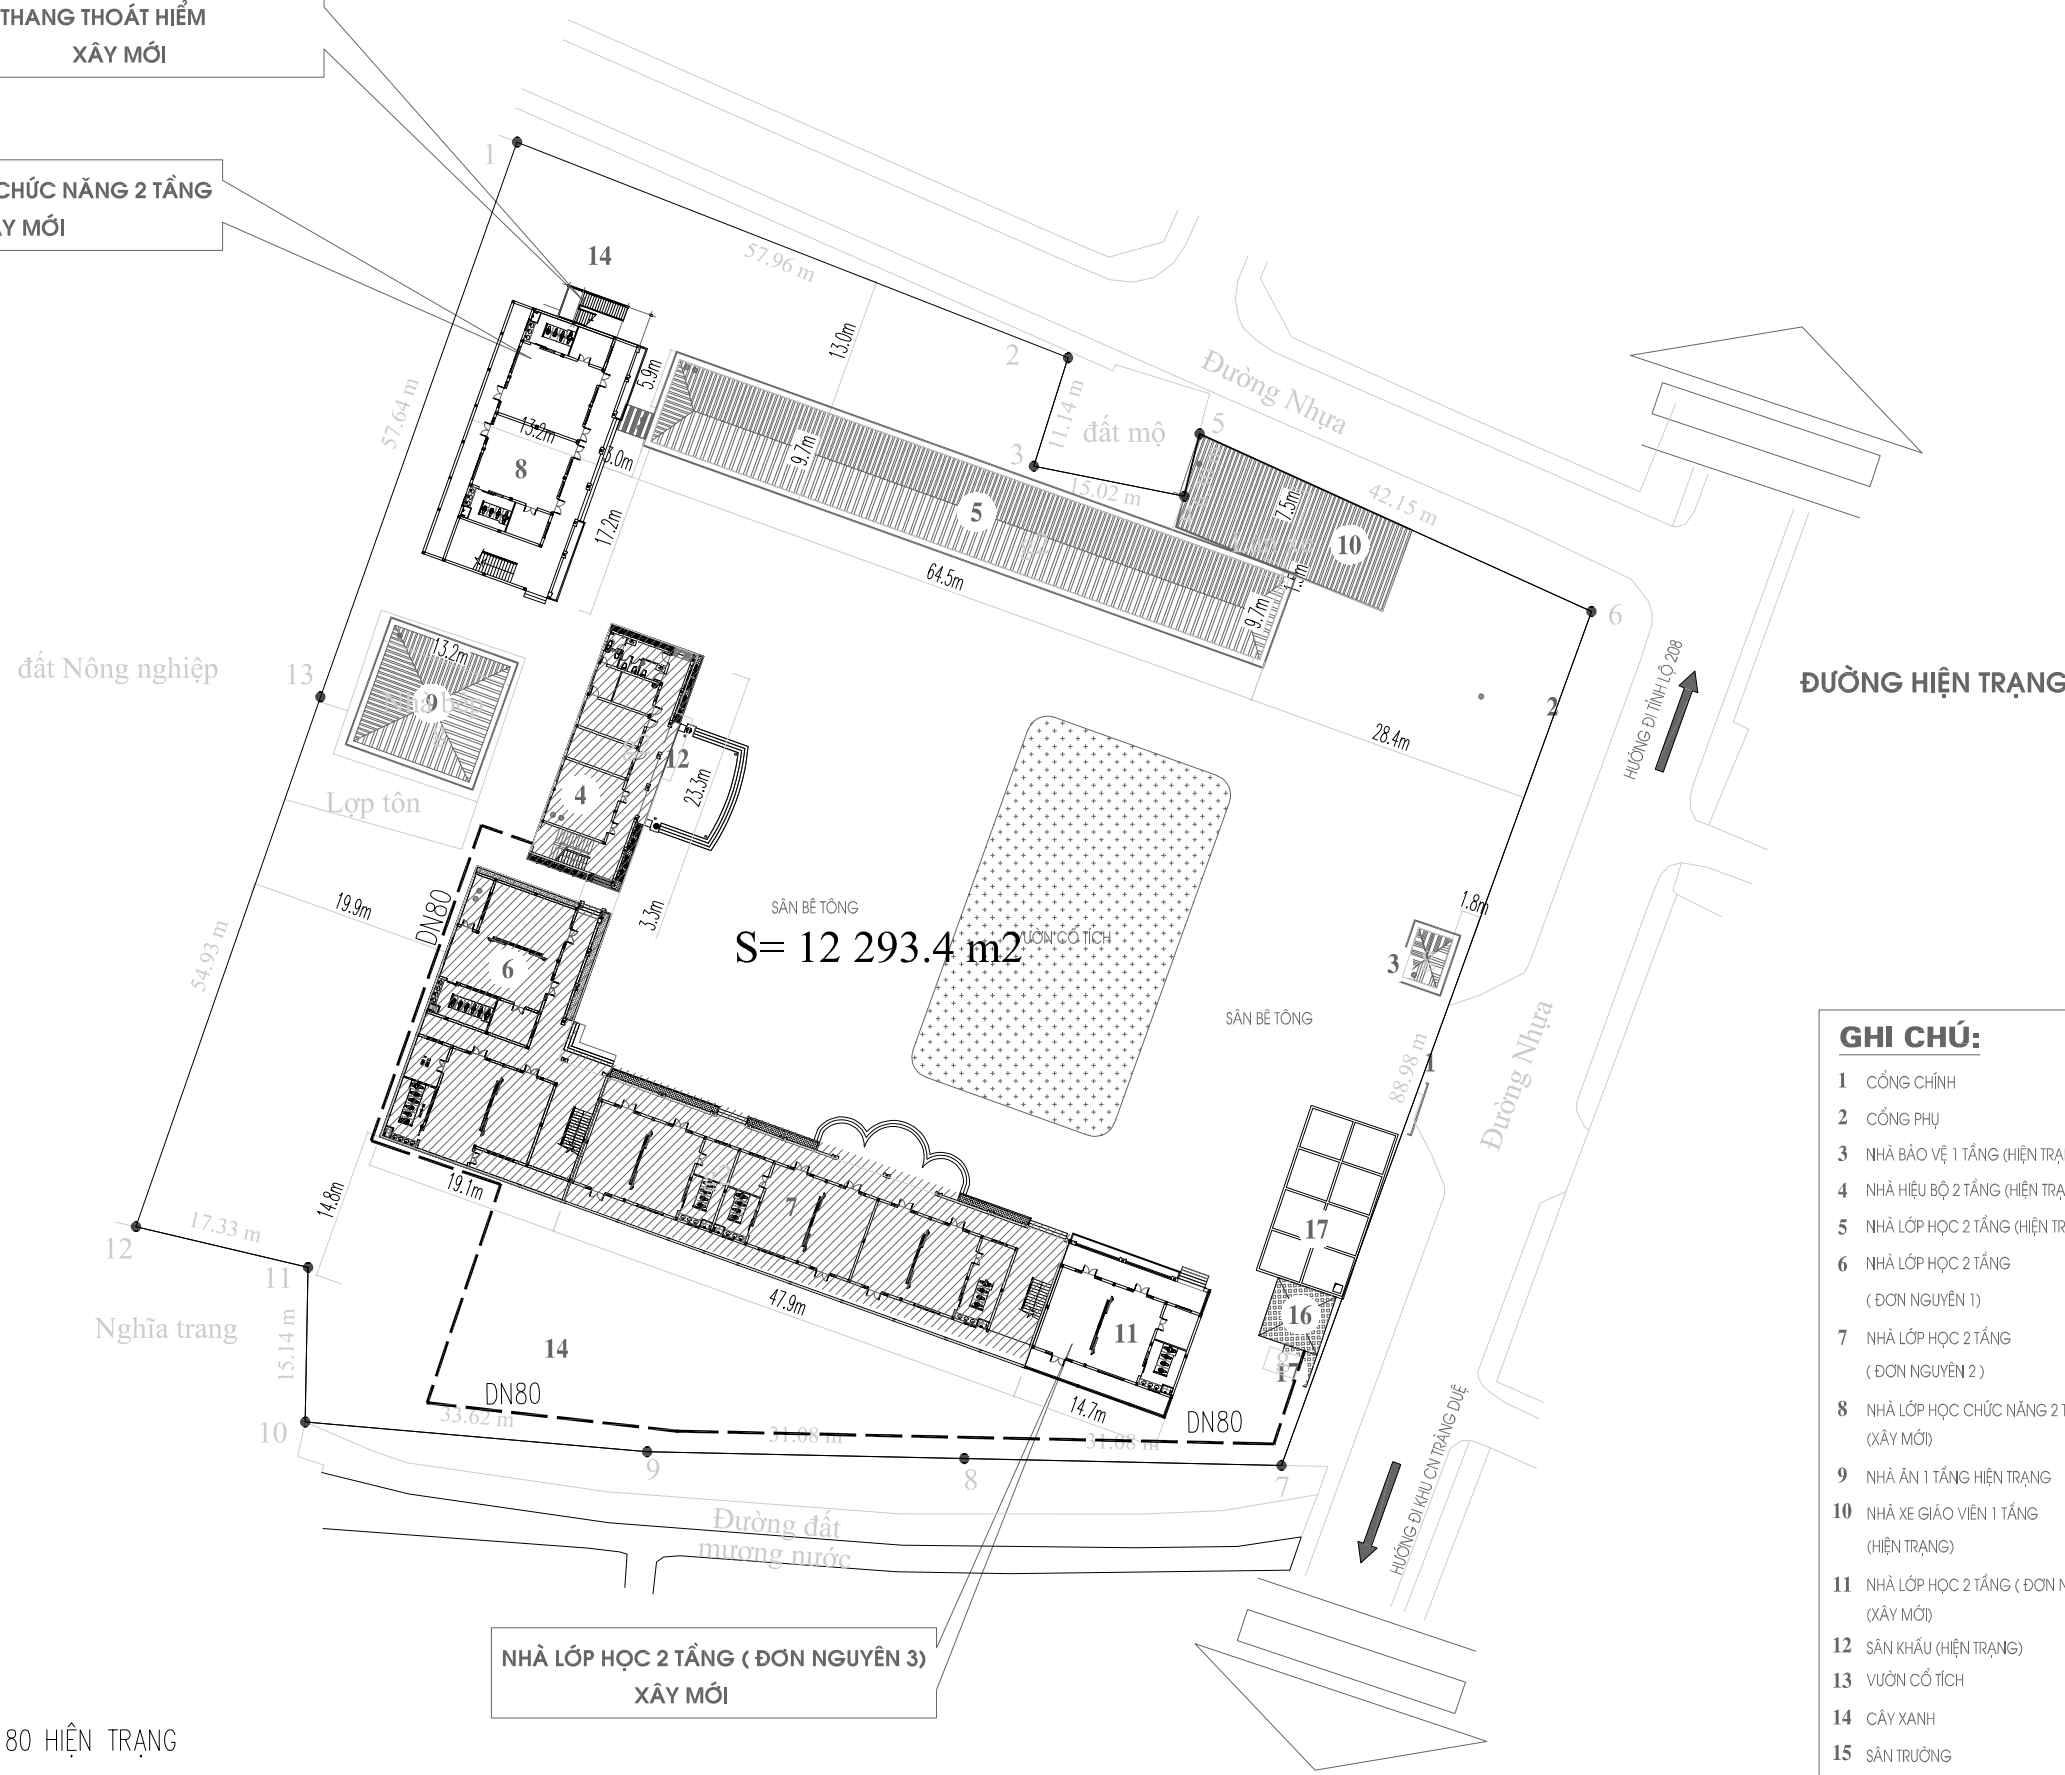 THANG THOÁT HIỂM
XÂY MỚI
CHỨC NĂNG 2 TẦNG
ÂY MỚI
1
57.96 m
14
13.0m
2
Đường Nhựa
57.64 m
5.9m
11.14 m
đất mộ
5
13.2m
9.7m
3
8
3.0m
15.02 m
7.5m
42.15 m
17.2m
5
10
64.5m
9.7m
6
đất Nông nghiệp
13
13.2m
9
HƯỚNG ĐI TỈNH LỘ 208
ĐƯỜNG HIỆN TRẠNG
2
28.4m
12
23.3m
4
Lợp tôn
19.9m
DN80
3.3m
SÂN BÊ TÔNG
1.8m
S= 12 293.4 m2
VƯỜN CỔ TÍCH
54.93 m
6
3
SÂN BÊ TÔNG
Đường Nhựa
88.98 m
1
14.8m
19.1m
7
17
12
17.33 m
11
47.9m
16
Nghĩa trang
15.14 m
14
11
17
DN80
14.7m
DN80
10
33.62 m
31.08 m
31.08 m
9
8
7
HƯỚNG ĐI KHU CN TRÀNG DUỆ
Đường đất
mương nước
NHÀ LỚP HỌC 2 TẦNG ( ĐƠN NGUYÊN 3)
XÂY MỚI
80 HIỆN TRẠNG
GHI CHÚ:
1 CỔNG CHÍNH
2 CỔNG PHỤ
3 NHÀ BẢO VỆ 1 TẦNG (HIỆN TRẠ
4 NHÀ HIỆU BỘ 2 TẦNG (HIỆN TRẠ
5 NHÀ LỚP HỌC 2 TẦNG (HIỆN TR
6 NHÀ LỚP HỌC 2 TẦNG
( ĐƠN NGUYÊN 1)
7 NHÀ LỚP HỌC 2 TẦNG
( ĐƠN NGUYÊN 2 )
8 NHÀ LỚP HỌC CHỨC NĂNG 2 T
(XÂY MỚI)
9 NHÀ ĂN 1 TẦNG HIỆN TRẠNG
10 NHÀ XE GIÁO VIÊN 1 TẦNG
(HIỆN TRẠNG)
11 NHÀ LỚP HỌC 2 TẦNG ( ĐƠN N
(XÂY MỚI)
12 SÂN KHẤU (HIỆN TRẠNG)
13 VƯỜN CỔ TÍCH
14 CÂY XANH
15 SÂN TRƯỜNG